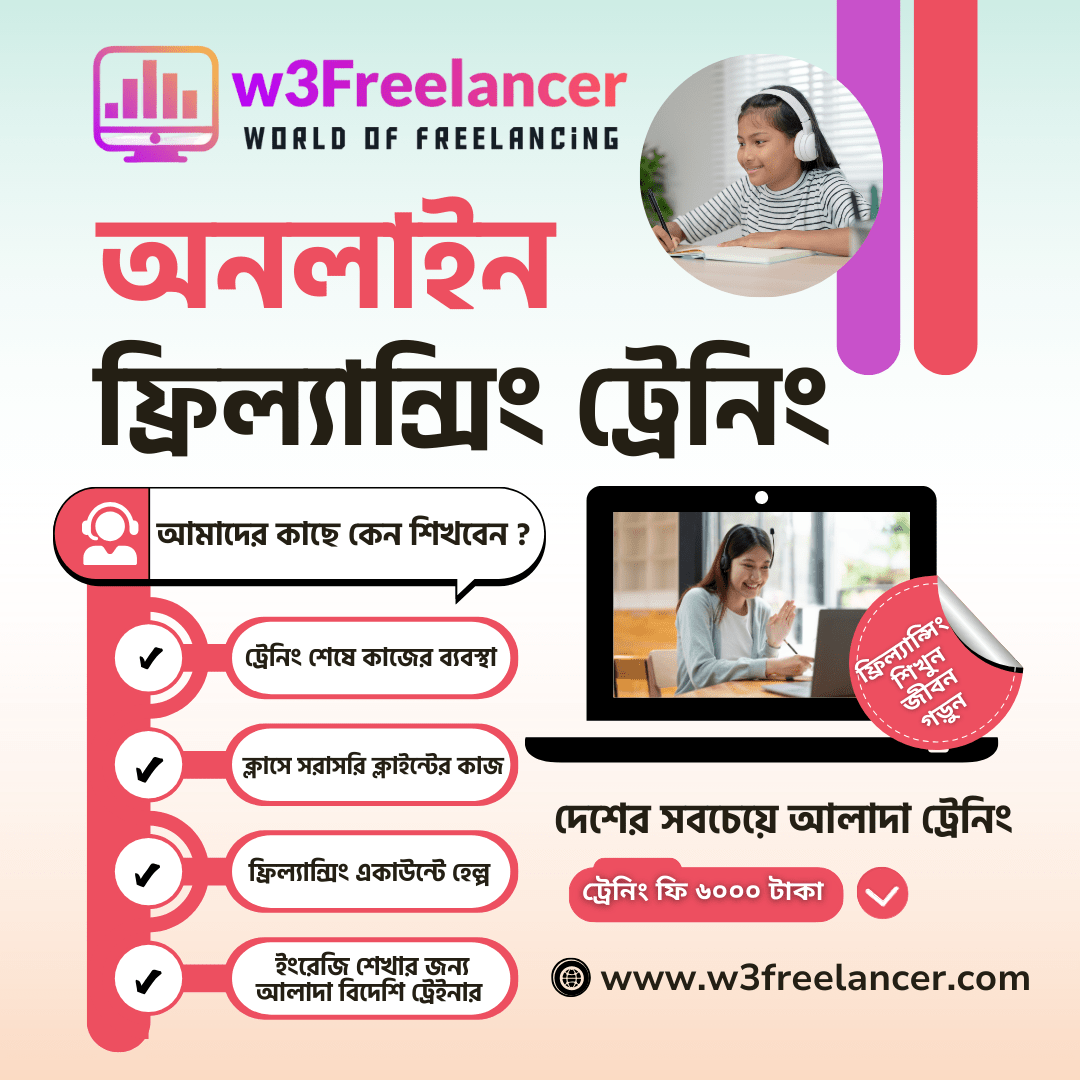 w3Freelancer
WORLD OF FREELANCING
অনলাইন
ফ্রিল্যান্সিং ট্রেনিং
আমাদের কাছে কেন শিখবেন ?
ট্রেনিং শেষে কাজের ব্যবস্থা
ক্লাসে সরাসরি ক্লাইন্টের কাজ
ফ্রিল্যান্সিং একাউন্টে হেল্প
ইংরেজি শেখার জন্য
আলাদা বিদেশি ট্রেইনার
ফ্রিল্যান্সিং
শিখুন
জীবন
গড়ুন
দেশের সবচেয়ে আলাদা ট্রেনিং
ট্রেনিং ফি ৬০০০ টাকা
www.w3freelancer.com